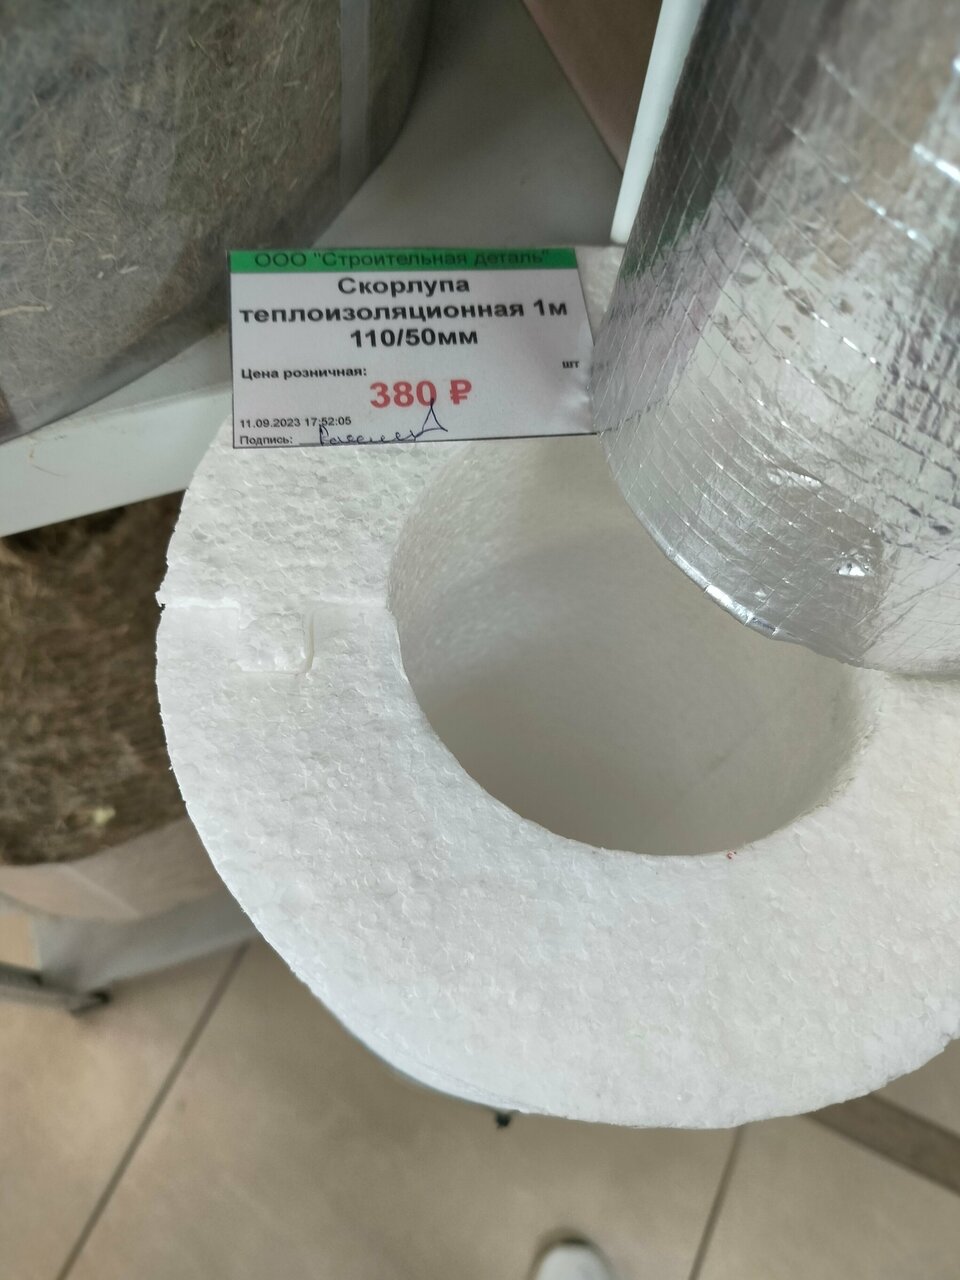 ООО "Строительная деталь"
Скорлупа
теплоизоляционная 1м
110/50мм
Цена розничная:
шт
380 ₽
11.09.2023 17:52:05
Подпись: